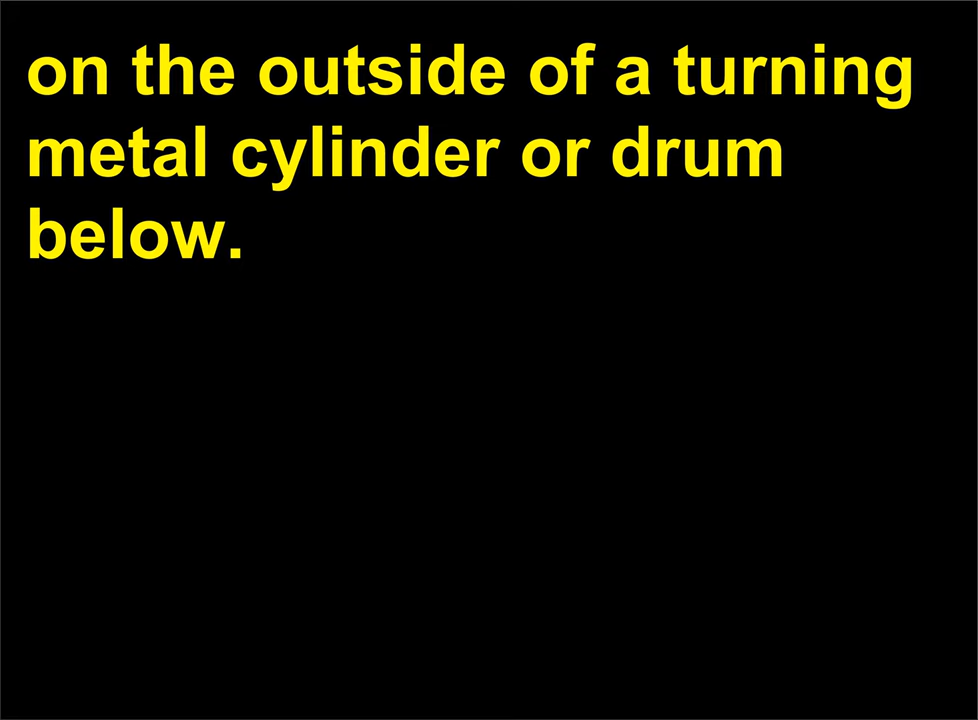 on the outside of a turning
metal cylinder or drum
below.